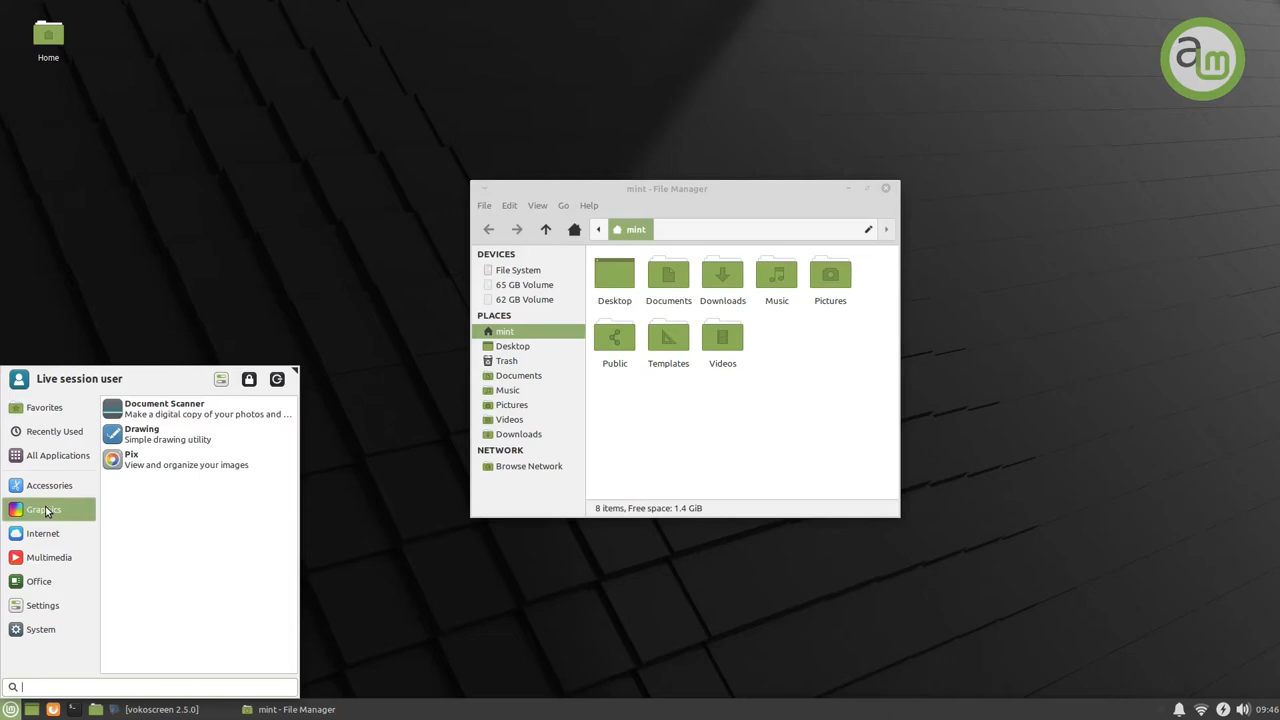 Home
am
mint - File Manager
File Edit View Go Help
mint
DEVICES
File System
65 GB Volume
62 GB Volume
PLACES
mint
Desktop
Trash
Documents
Music
Pictures
Videos
Downloads
NETWORK
Browse Network
Desktop Documents Downloads Music Pictures
Public Templates Videos
8 items, Free space: 1.4 GiB
Live session user
Favorites
Recently Used
All Applications
Accessories
Graphics
Internet
Multimedia
Office
Settings
System
Document Scanner
Make a digital copy of your photos and ...
Drawing
Simple drawing utility
Pix
View and organize your images
[vokoscreen 2.5.0] mint - File Manager 09:46